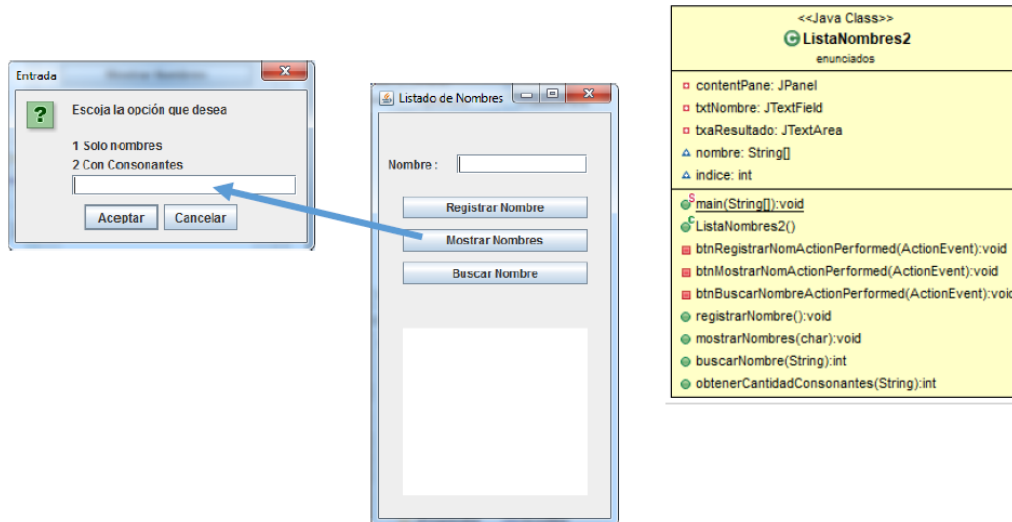 Entrada
Escoja la opción que desea
1 Solo nombres
2 Con Consonantes
Aceptar
Cancelar
Listado de Nombres
Nombre :
Registrar Nombre
Mostrar Nombres
Buscar Nombre
<<Java Class>>
ListaNombres2
enunciados
contentPane: JPanel
txtNombre: JTextField
txaResultado: JTextArea
nombre: String[]
indice: int
main(String[]):void
ListaNombres2()
btnRegistrarNomActionPerformed(ActionEvent):void
btnMostrarNomActionPerformed(ActionEvent):void
btnBuscarNombreActionPerformed(ActionEvent):void
registrarNombre():void
mostrarNombres(char):void
buscarNombre(String):int
obtenerCantidadConsonantes(String):int